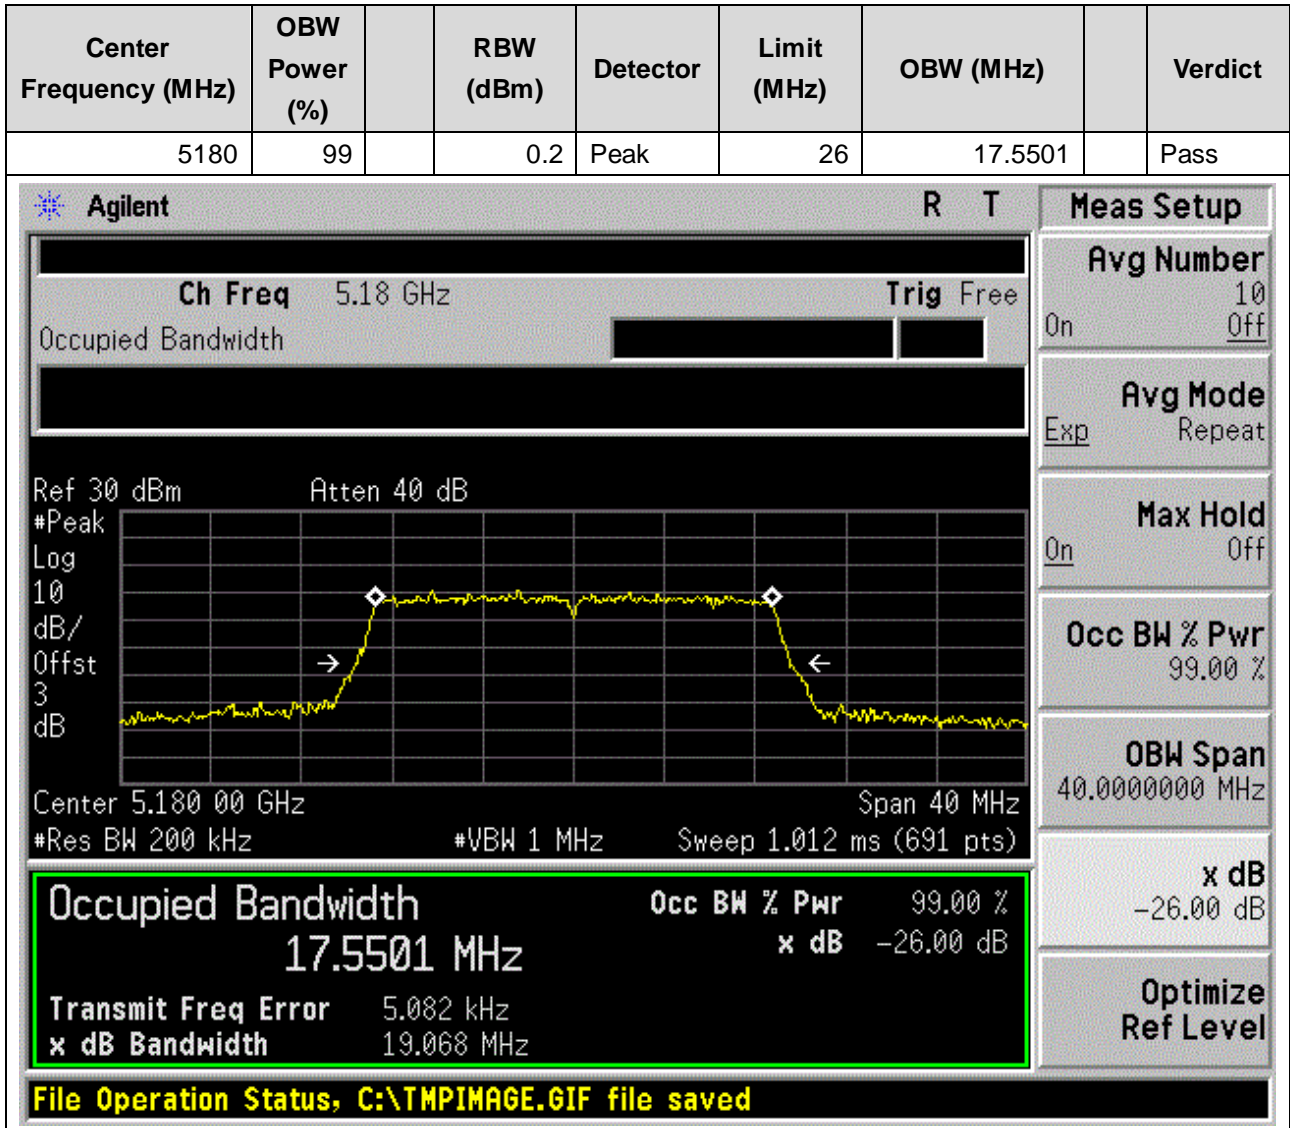 Center Frequency (MHz) OBW Power (%) RBW (dBm) Detector Limit (MHz) OBW (MHz) Verdict
5180 99 0.2 Peak 26 17.5501 Pass
Agilent R T
Ch Freq 5.18 GHz Trig Free
Occupied Bandwidth
Ref 30 dBm Atten 40 dB
#Peak
Log
10
dB/
Offst
3
dB
Center 5.180 00 GHz Span 40 MHz
#Res BW 200 kHz #VBW 1 MHz Sweep 1.012 ms (691 pts)
Occupied Bandwidth
17.5501 MHz
Occ BW % Pwr 99.00 %
x dB -26.00 dB
Transmit Freq Error 5.082 kHz
x dB Bandwidth 19.068 MHz
File Operation Status, C:\TMPIMAGE.GIF file saved
Meas Setup
Avg Number
10
On Off
Avg Mode
Exp Repeat
Max Hold
On Off
Occ BW % Pwr
99.00 %
OBW Span
40.0000000 MHz
x dB
-26.00 dB
Optimize
Ref Level